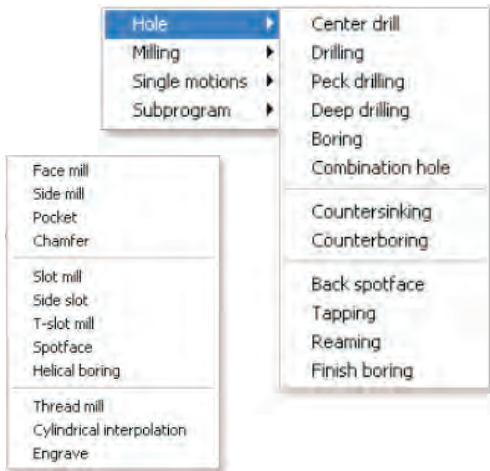 Hole
Milling
Single motions
Subprogram
Center drill
Drilling
Peck drilling
Deep drilling
Boring
Combination hole
Countersinking
Counterboring
Back spotface
Tapping
Reaming
Finish boring
Face mill
Side mill
Pocket
Chamfer
Slot mill
Side slot
T-slot mill
Spotface
Helical boring
Thread mill
Cylindrical interpolation
Engrave